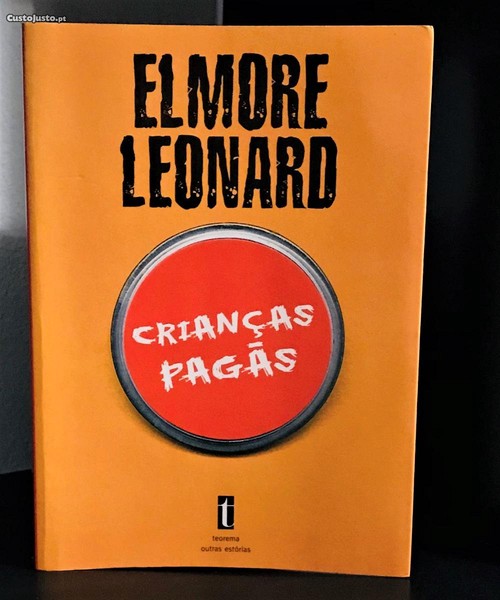 CustoJusto.pt
ELMORE
LEONARD
CRIANÇAS
PAGÃS
t
teorema
outras estórias